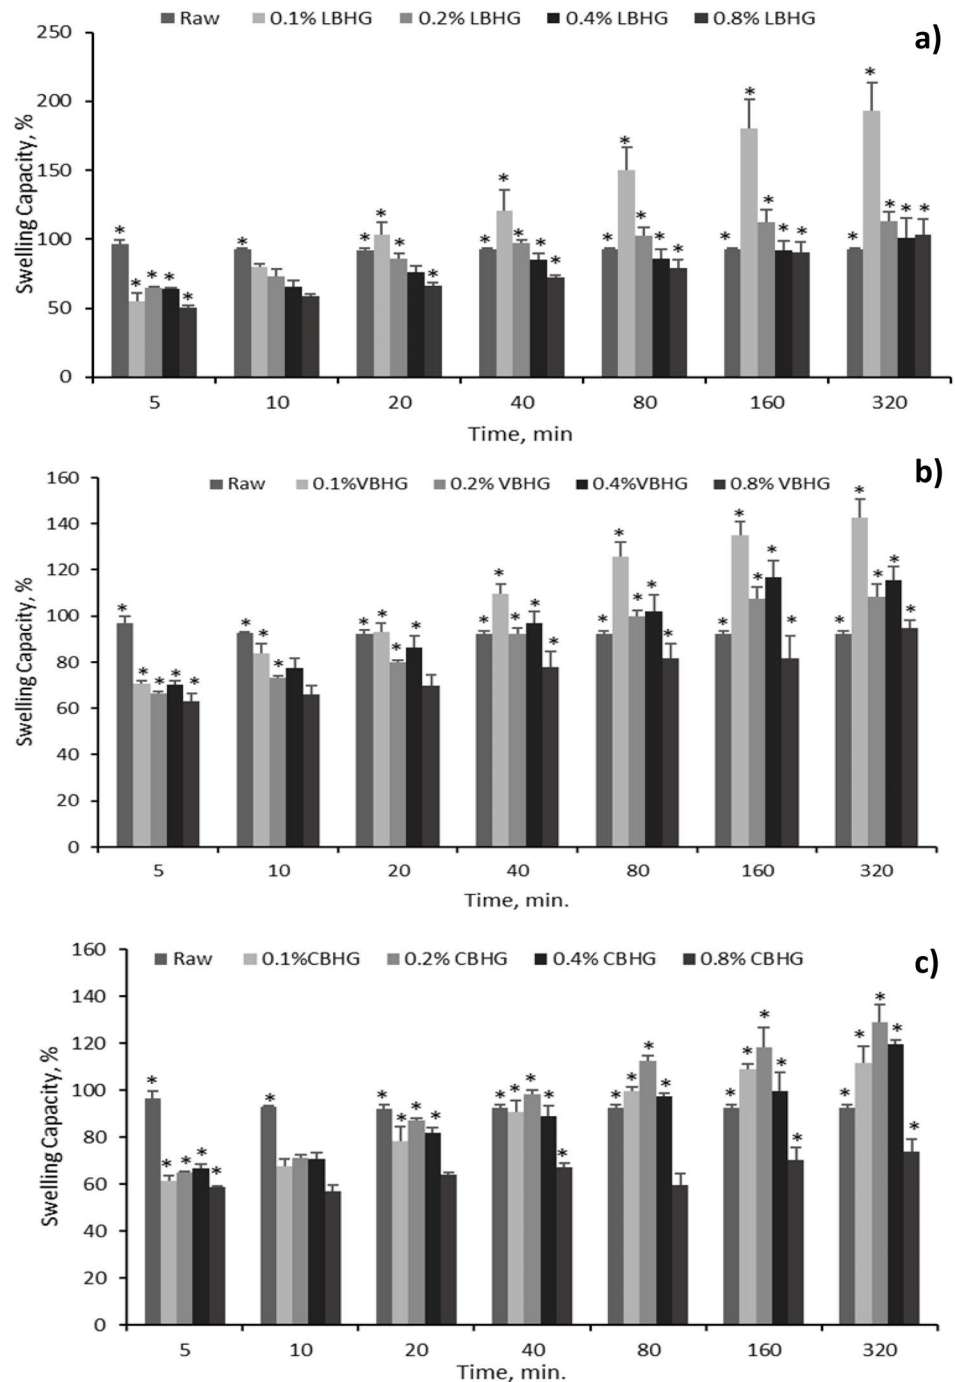 Raw 0.1% LBHG 0.2% LBHG 0.4% LBHG 0.8% LBHG
a)
250
200
150
100
50
0
Swelling Capacity, %
* * * * *
* 
* * * *
* * * * *
* * * * *
* * * * *
* * * * *
5 10 20 40 80 160 320
Time, min
b)
Raw 0.1%VBHG 0.2% VBHG 0.4%VBHG 0.8% VBHG
160
140
120
100
80
60
40
20
0
Swelling Capacity, %
* * * * *
* * *
* * * *
* * * * *
* * * * *
* * * * *
* * * * *
5 10 20 40 80 160 320
Time, min.
c)
Raw 0.1%CBHG 0.2% CBHG 0.4% CBHG 0.8% CBHG
160
140
120
100
80
60
40
20
0
Swelling Capacity, %
* * * * *
*
* * * *
* * * * *
* * * *
* * * * *
* * * * *
5 10 20 40 80 160 320
Time, min.